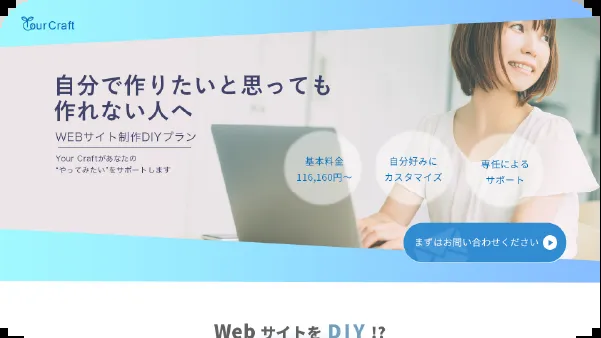 Your Craft
自分で作りたいと思っても
作れない人へ
WEBサイト制作DIYプラン
Your Craftがあなたの
"やってみたい"をサポートします
基本料金
116,160円〜
自分好みに
カスタマイズ
専任による
サポート
まずはお問い合わせください
Web サイトを DIY !?